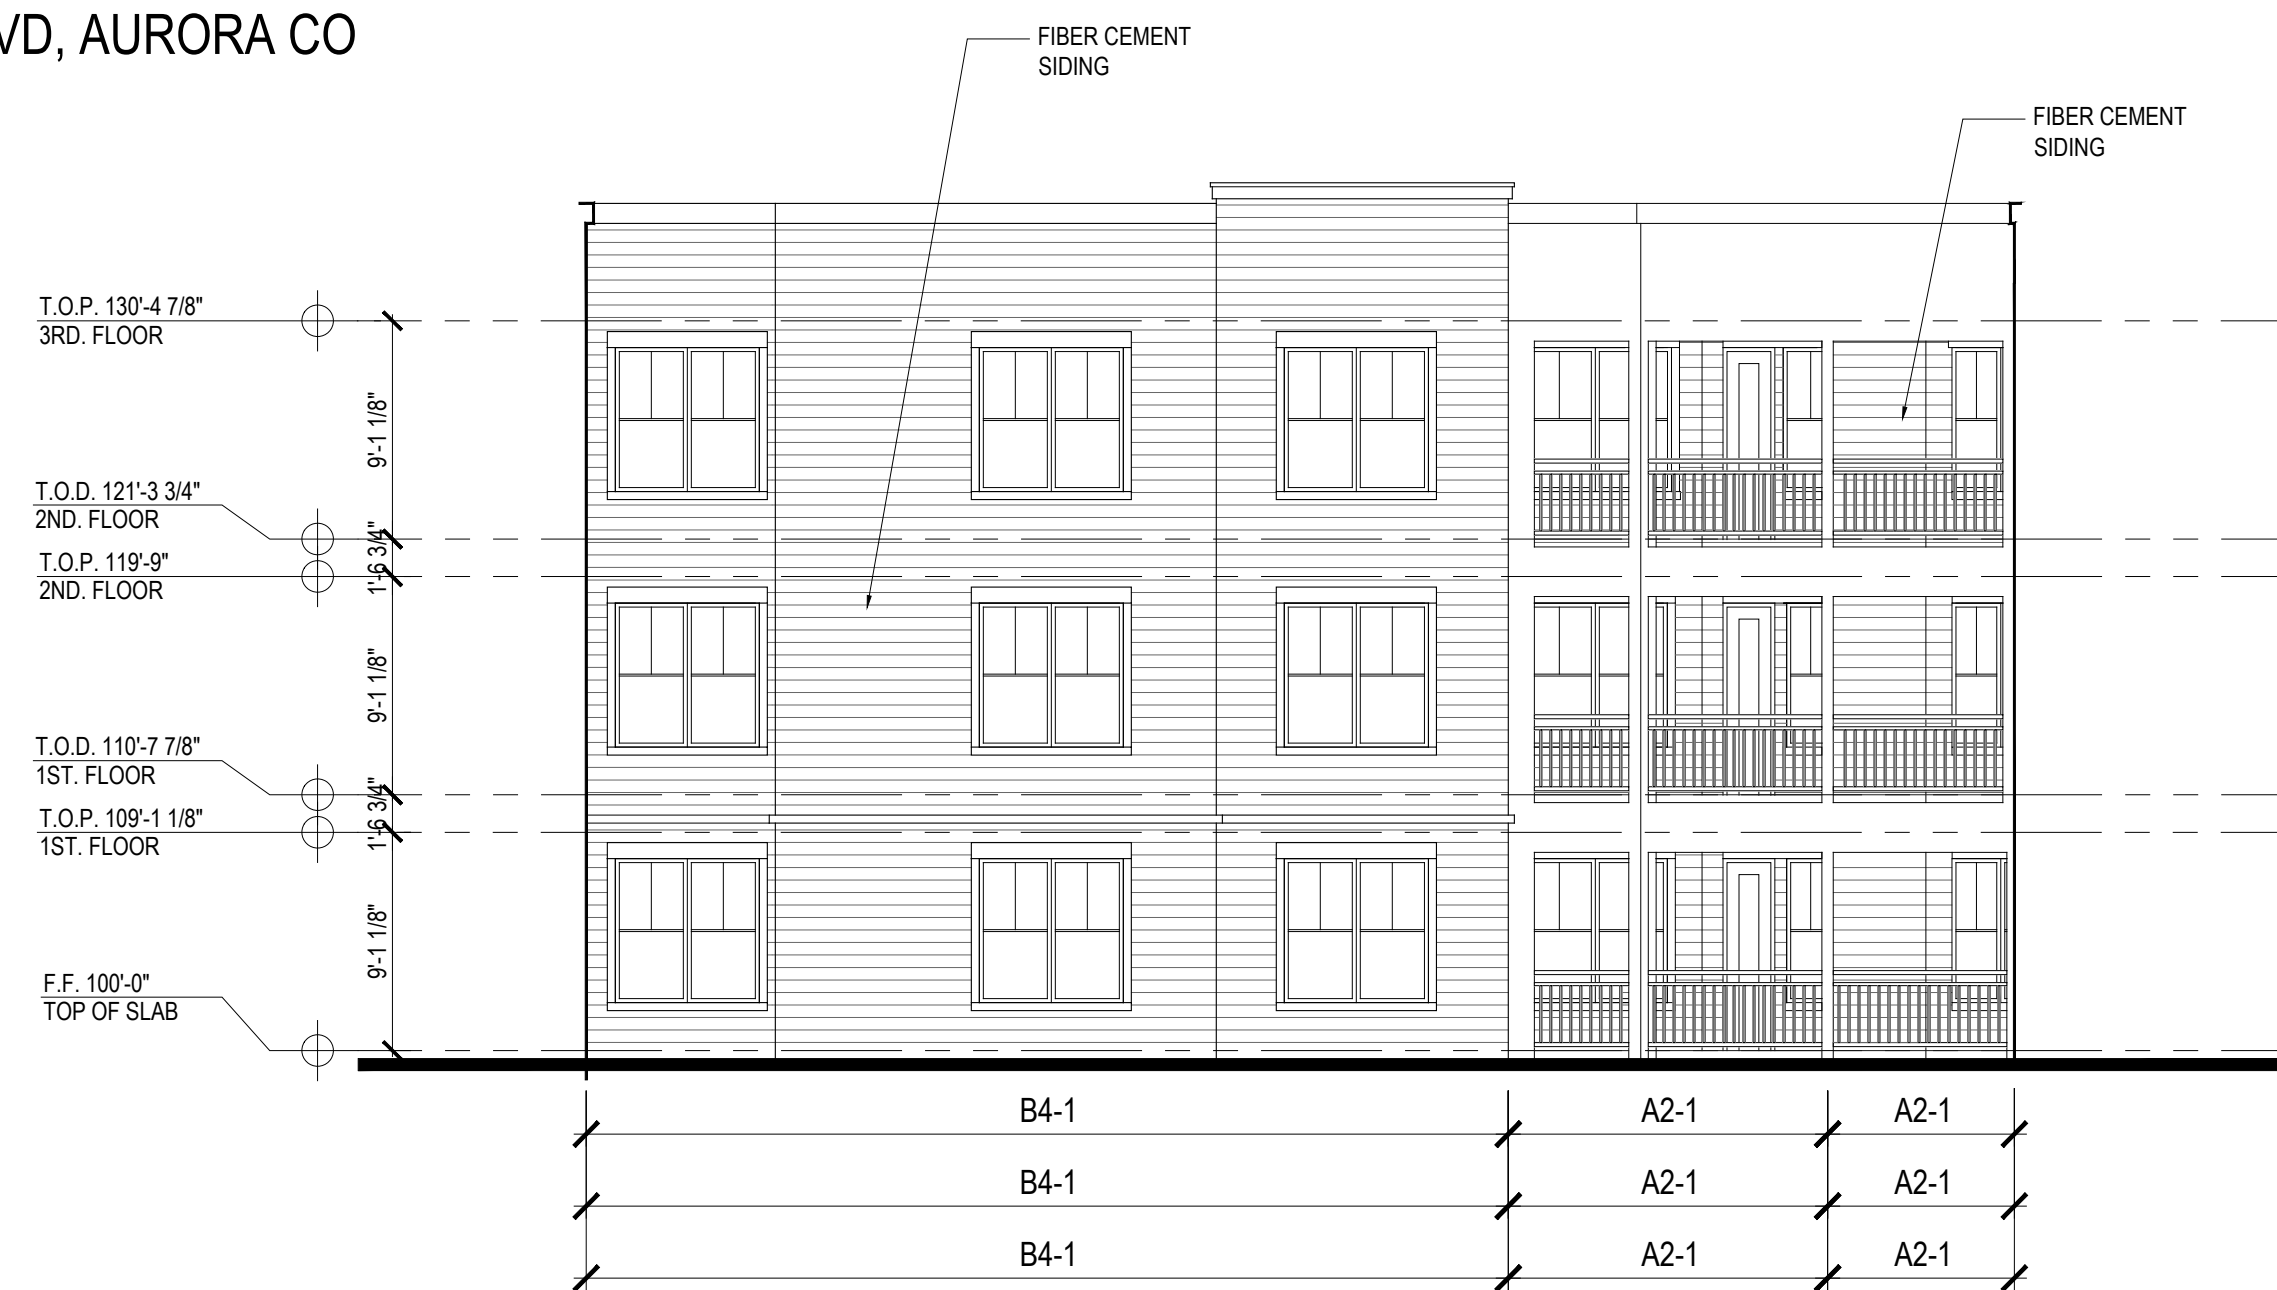 VD, AURORA CO
FIBER CEMENT
SIDING
FIBER CEMENT
SIDING
T.O.P. 130'-4 7/8"
3RD. FLOOR
9'-1 1/8"
T.O.D. 121'-3 3/4"
2ND. FLOOR
1'-6 3/4"
T.O.P. 119'-9"
2ND. FLOOR
9'-1 1/8"
T.O.D. 110'-7 7/8"
1ST. FLOOR
1'-6 3/4"
T.O.P. 109'-1 1/8"
1ST. FLOOR
9'-1 1/8"
F.F. 100'-0"
TOP OF SLAB
B4-1 A2-1 A2-1
B4-1 A2-1 A2-1
B4-1 A2-1 A2-1